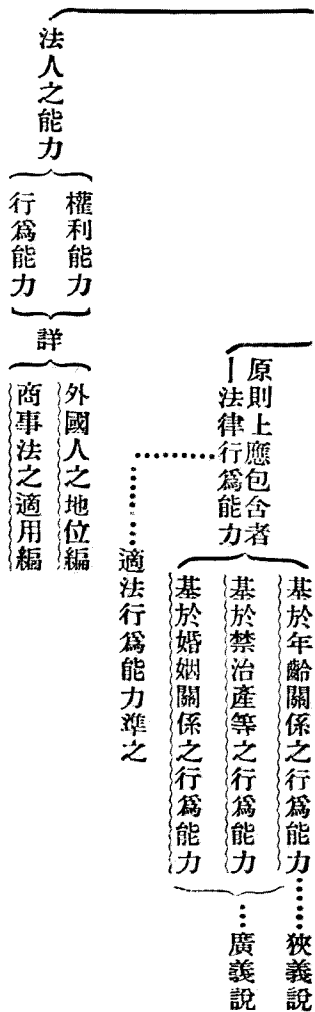 原則上應包含者
—法律行爲能力
基於年齡關係之行爲能力
狹義說
基於禁治產等之行爲能力
基於婚姻關係之行爲能力
廣義說
適法行爲能力準之
法人之能力
權利能力
行爲能力
詳
外國人之地位編
商事法之適用編